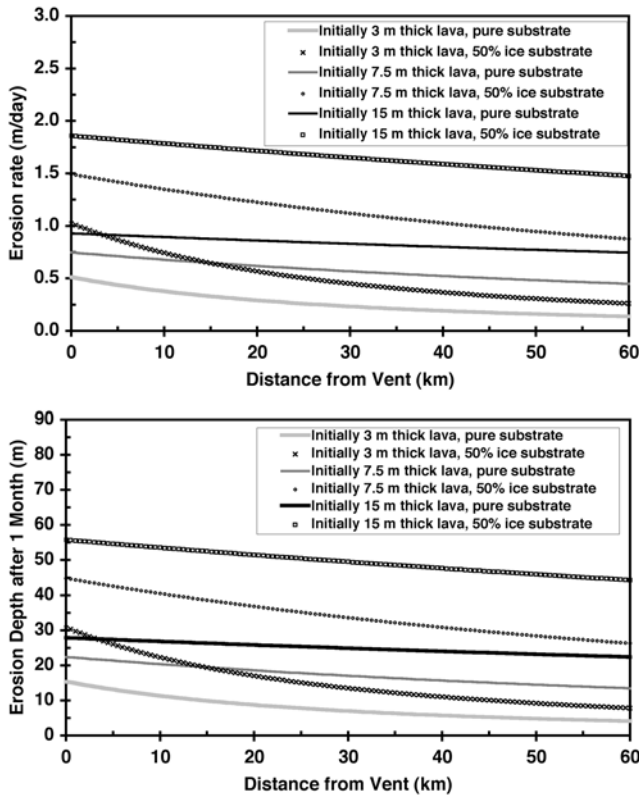 3.0
2.5
2.0
1.5
1.0
0.5
0.0
Erosion rate (m/day)
Initially 3 m thick lava, pure substrate
Initially 3 m thick lava, 50% ice substrate
Initially 7.5 m thick lava, pure substrate
Initially 7.5 m thick lava, 50% ice substrate
Initially 15 m thick lava, pure substrate
Initially 15 m thick lava, 50% ice substrate
0 10 20 30 40 50 60
Distance from Vent (km)
90
80
70
60
50
40
30
20
10
0
Erosion Depth after 1 Month (m)
Initially 3 m thick lava, pure substrate
Initially 3 m thick lava, 50% ice substrate
Initially 7.5 m thick lava, pure substrate
Initially 7.5 m thick lava, 50% ice substrate
Initially 15 m thick lava, pure substrate
Initially 15 m thick lava, 50% ice substrate
0 10 20 30 40 50 60
Distance from Vent (km)